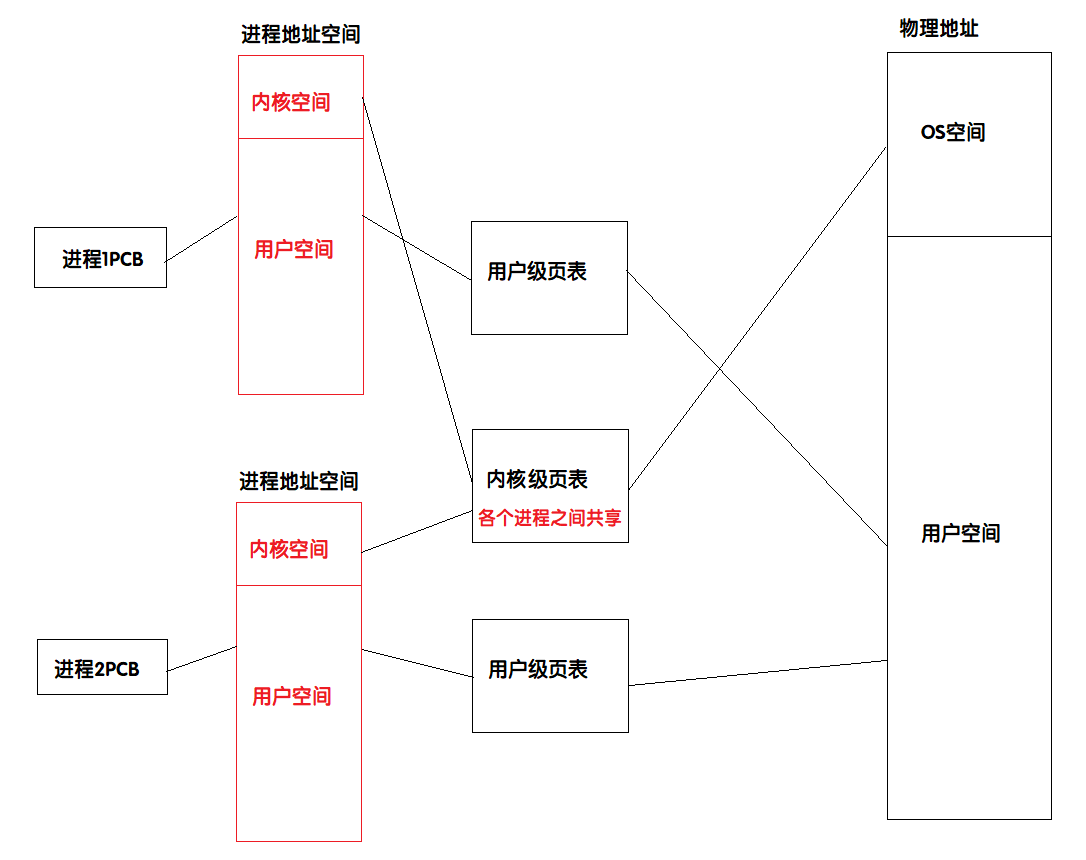 进程地址空间
物理地址
内核空间
OS空间
用户空间
进程1PCB
用户级页表
内核级页表
各个进程之间共享
进程地址空间
内核空间
用户空间
进程2PCB
用户级页表
用户空间